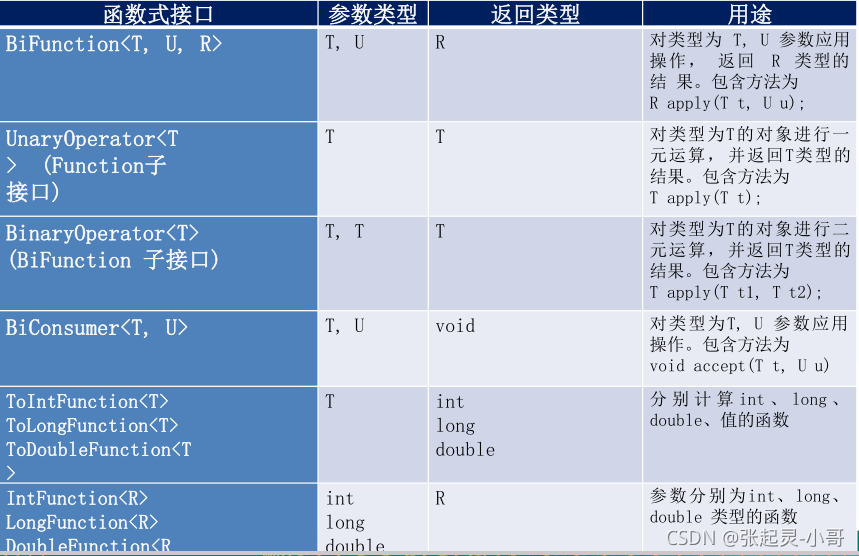 函数式接口 参数类型 返回类型 用途
BiFunction<T, U, R> T, U R 对类型为 T, U 参数应用
操作， 返回 R 类型的
结 果。包含方法为
R apply(T t, U u);
UnaryOperator<T T T 对类型为T的对象进行一
> (Function子 元运算，并返回T类型的
接口) 结果。包含方法为
T apply(T t);
BinaryOperator<T> T, T T 对类型为T的对象进行二
(BiFunction 子接口) 元运算，并返回T类型的
结果。包含方法为
T apply(T t1, T t2);
BiConsumer<T, U> T, U void 对类型为T, U 参数应用
操作。包含方法为
void accept(T t, U u)
ToIntFunction<T> T int 分别计算int、long、
ToLongFunction<T> long double、值的函数
ToDoubleFunction<T double
>
IntFunction<R> int R 参数分别为int、long、
LongFunction<R> long double 类型的函数
DoubleFunction<R double
CSDN @张起灵-小哥